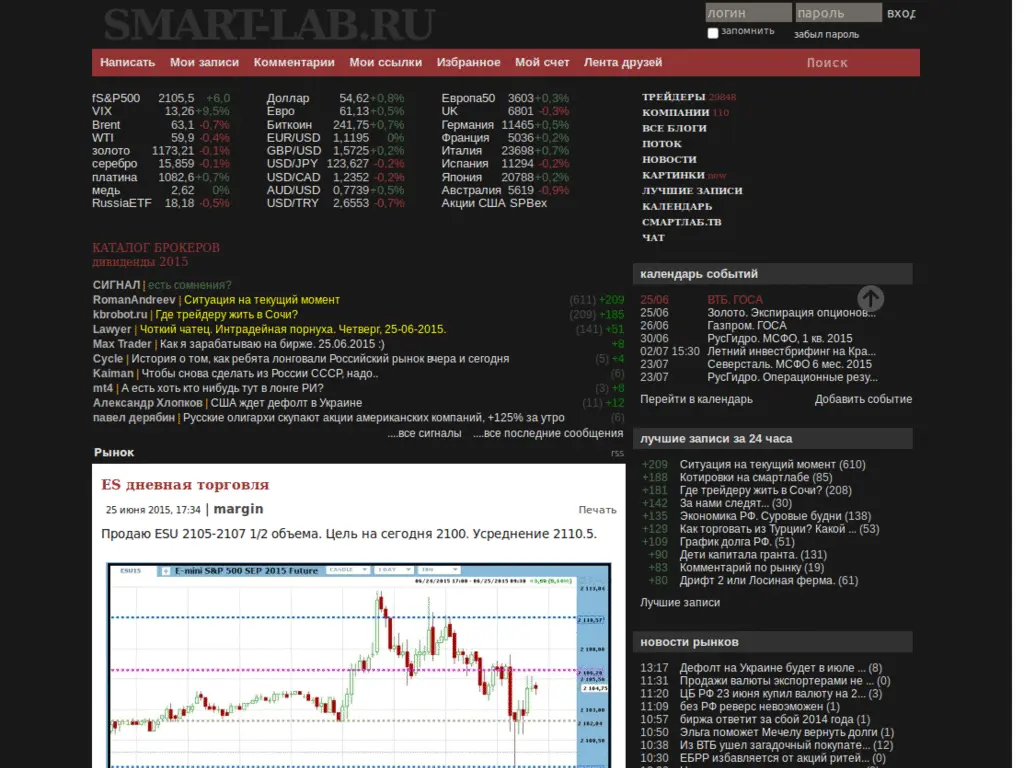 SMART-LAB.RU
логин пароль вход
запомнить забыл пароль
Написать Мои записи Комментарии Мои ссылки Избранное Мой счет Лента друзей Поиск
fS&P500 2105,5 +6,0 Доллар 54,62 +0,8% Европа50 3603 +0,3%
VIX 13,26 +9,5% Евро 61,13 +0,5% UK 6801 -0,3%
Brent 63,1 -0,7% Биткоин 241,75 +0,7% Германия 11465 +0,5%
WTI 59,9 -0,4% EUR/USD 1,1195 0% Франция 5036 +0,2%
золото 1173,21 -0,1% GBP/USD 1,5725 +0,2% Италия 23698 +0,7%
серебро 15,859 -0,1% USD/JPY 123,627 -0,2% Испания 11294 -0,2%
платина 1082,6 +0,7% USD/CAD 1,2352 -0,2% Япония 20788 +0,2%
медь 2,62 0% AUD/USD 0,7739 +0,5% Австралия 5619 -0,9%
RussiaETF 18,18 -0,5% USD/TRY 2,6553 -0,7% Акции США SPBex
ТРЕЙДЕРЫ 29848
КОМПАНИИ 110
ВСЕ БЛОГИ
ПОТОК
НОВОСТИ
КАРТИНКИ new
ЛУЧШИЕ ЗАПИСИ
КАЛЕНДАРЬ
СМАРТЛАБ.ТВ
ЧАТ
КАТАЛОГ БРОКЕРОВ
дивиденды 2015
СИГНАЛ | есть сомнения?
RomanAndreev | Ситуация на текущий момент (611) +209
kbrobot.ru | Где трейдеру жить в Сочи? (209) +185
Lawyer | Чоткий чатец. Интрадейная порнуха. Четверг, 25-06-2015. (141) +51
Max Trader | Как я зарабатываю на бирже. 25.06.2015 :) +8
Cycle | История о том, как ребята лонговали Российский рынок вчера и сегодня (5) +4
Kaiman | Чтобы снова сделать из России СССР, надо.. (6)
mt4 | А есть хоть кто нибудь тут в лонге РИ? (3) +8
Александр Хлопков | США ждет дефолт в Украине (11) +12
павел дерябин | Русские олигархи скупают акции американских компаний, +125% за утро (6)
....все сигналы ....все последние сообщения
Рынок rss
ES дневная торговля
25 июня 2015, 17:34 | margin Печать
Продаю ESU 2105-2107 1/2 объема. Цель на сегодня 2100. Усреднение 2110.5.
ESU15 E-mini S&P 500 SEP 2015 Future CANDLE 1 DAY
06/24/2015 17:00 - 06/25/2015 09:30
2 104,75
календарь событий
25/06 ВТБ. ГОСА
25/06 Золото. Экспирация опционов...
26/06 Газпром. ГОСА
30/06 РусГидро. МСФО, 1 кв. 2015
02/07 15:30 Летний инвестбрифинг на Кра...
23/07 Северсталь. МСФО 6 мес. 2015
23/07 РусГидро. Операционные резу...
Перейти в календарь Добавить событие
лучшие записи за 24 часа
+209 Ситуация на текущий момент (610)
+188 Котировки на смартлабе (85)
+181 Где трейдеру жить в Сочи? (208)
+142 За нами следят... (30)
+135 Экономика РФ. Суровые будни (138)
+129 Как торговать из Турции? Какой ... (53)
+109 График долга РФ. (51)
+90 Дети капитала гранта. (131)
+83 Комментарий по рынку (19)
+80 Дрифт 2 или Лосиная ферма. (61)
Лучшие записи
новости рынков
13:17 Дефолт на Украине будет в июле ... (8)
11:31 Продажи валюты экспортерами не ... (0)
11:20 ЦБ РФ 23 июня купил валюту на 2... (3)
11:09 без РФ реверс невозможен (1)
10:57 биржа ответит за сбой 2014 года (1)
10:50 Эльга поможет Мечелу вернуть долги (1)
10:38 Из ВТБ ушел загадочный покупате... (12)
10:30 ЕБРР избавляется от акций ритей... (0)